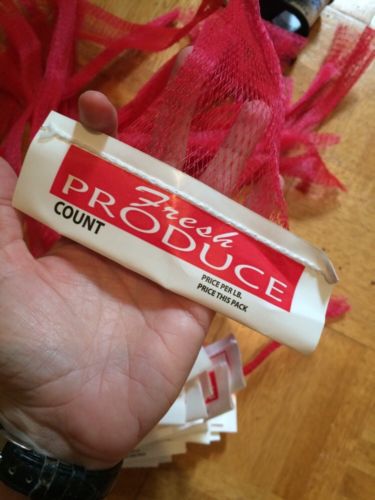 Fresh
PRODUCE
COUNT
PRICE PER LB.
PRICE THIS PACK